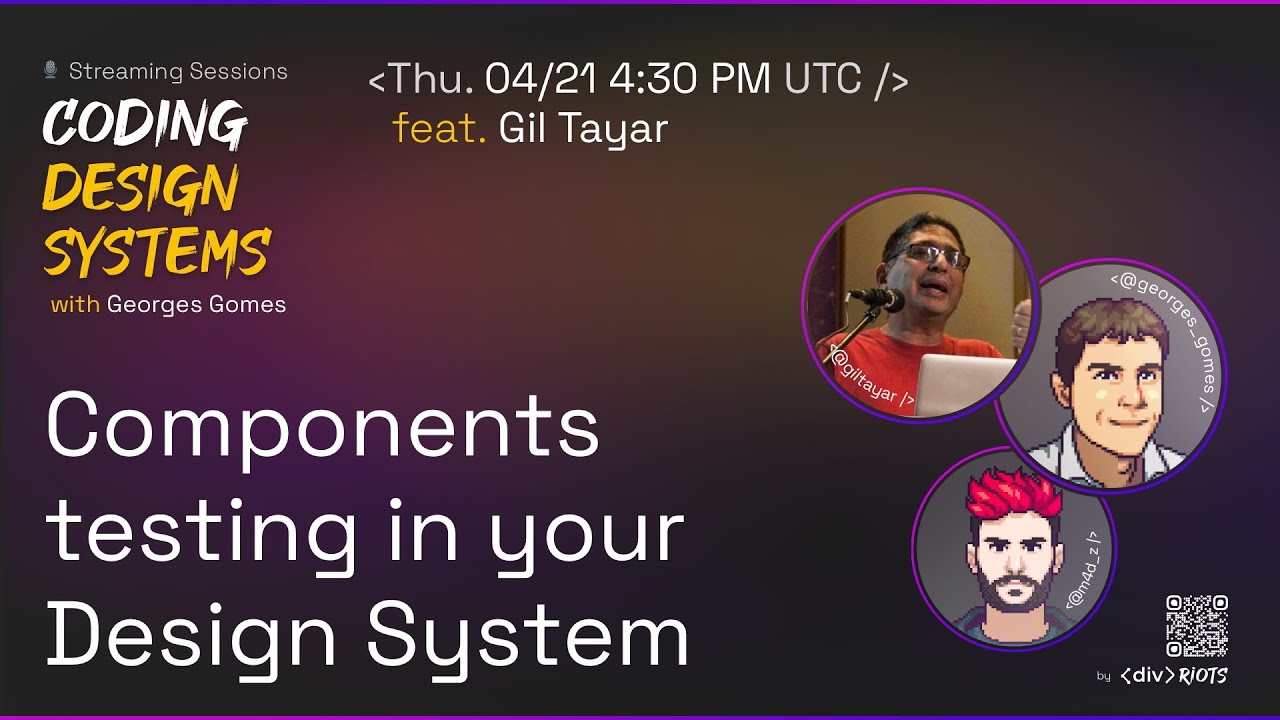 Streaming Sessions
CODING
DESIGN
SYSTEMS
with Georges Gomes
<Thu. 04/21 4:30 PM UTC />
feat. Gil Tayar
Components
testing in your
Design System
<@giltayar />
<@georges_gomes />
<@m4d_z />
by <div> RIOTS